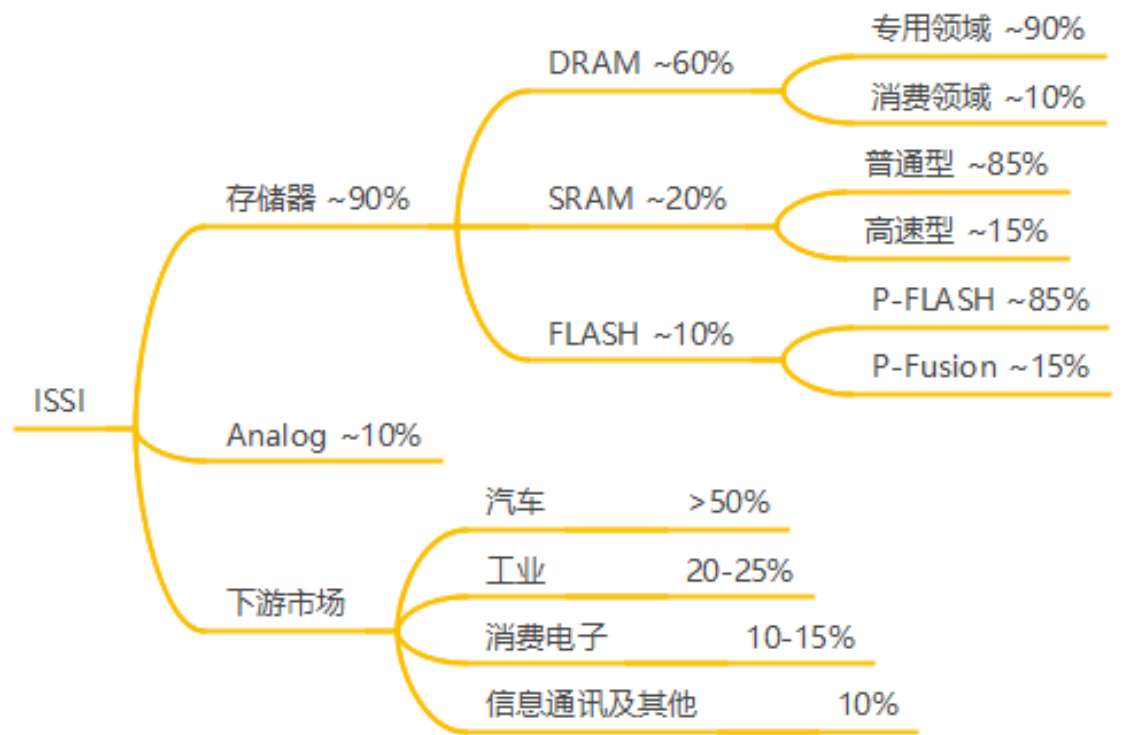 专用领域 ~90%
DRAM ~60%
消费领域 ~10%
普通型 ~85%
存储器 ~90%
SRAM ~20%
高速型 ~15%
P-FLASH ~85%
FLASH ~10%
P-Fusion ~15%
ISSI
Analog ~10%
汽车 >50%
工业 20-25%
下游市场
消费电子 10-15%
信息通讯及其他 10%